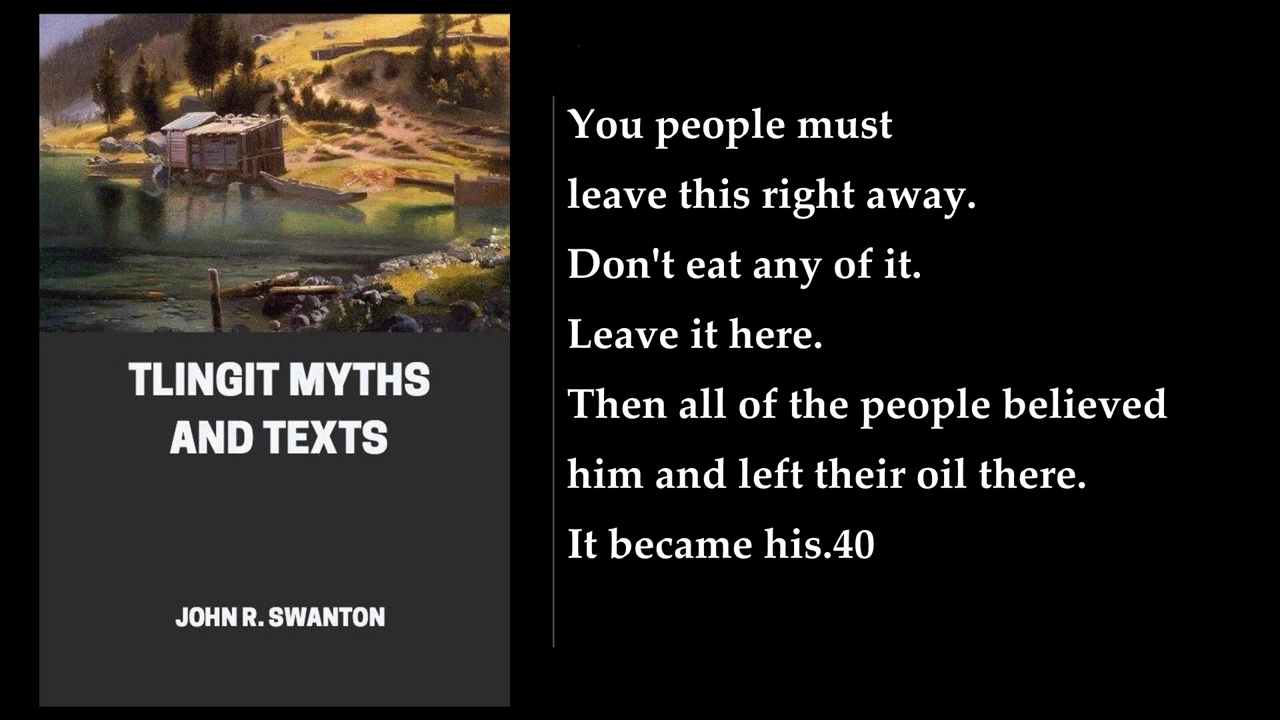 TLINGIT MYTHS
AND TEXTS
JOHN R. SWANTON
You people must
leave this right away.
Don't eat any of it.
Leave it here.
Then all of the people believed
him and left their oil there.
It became his.40